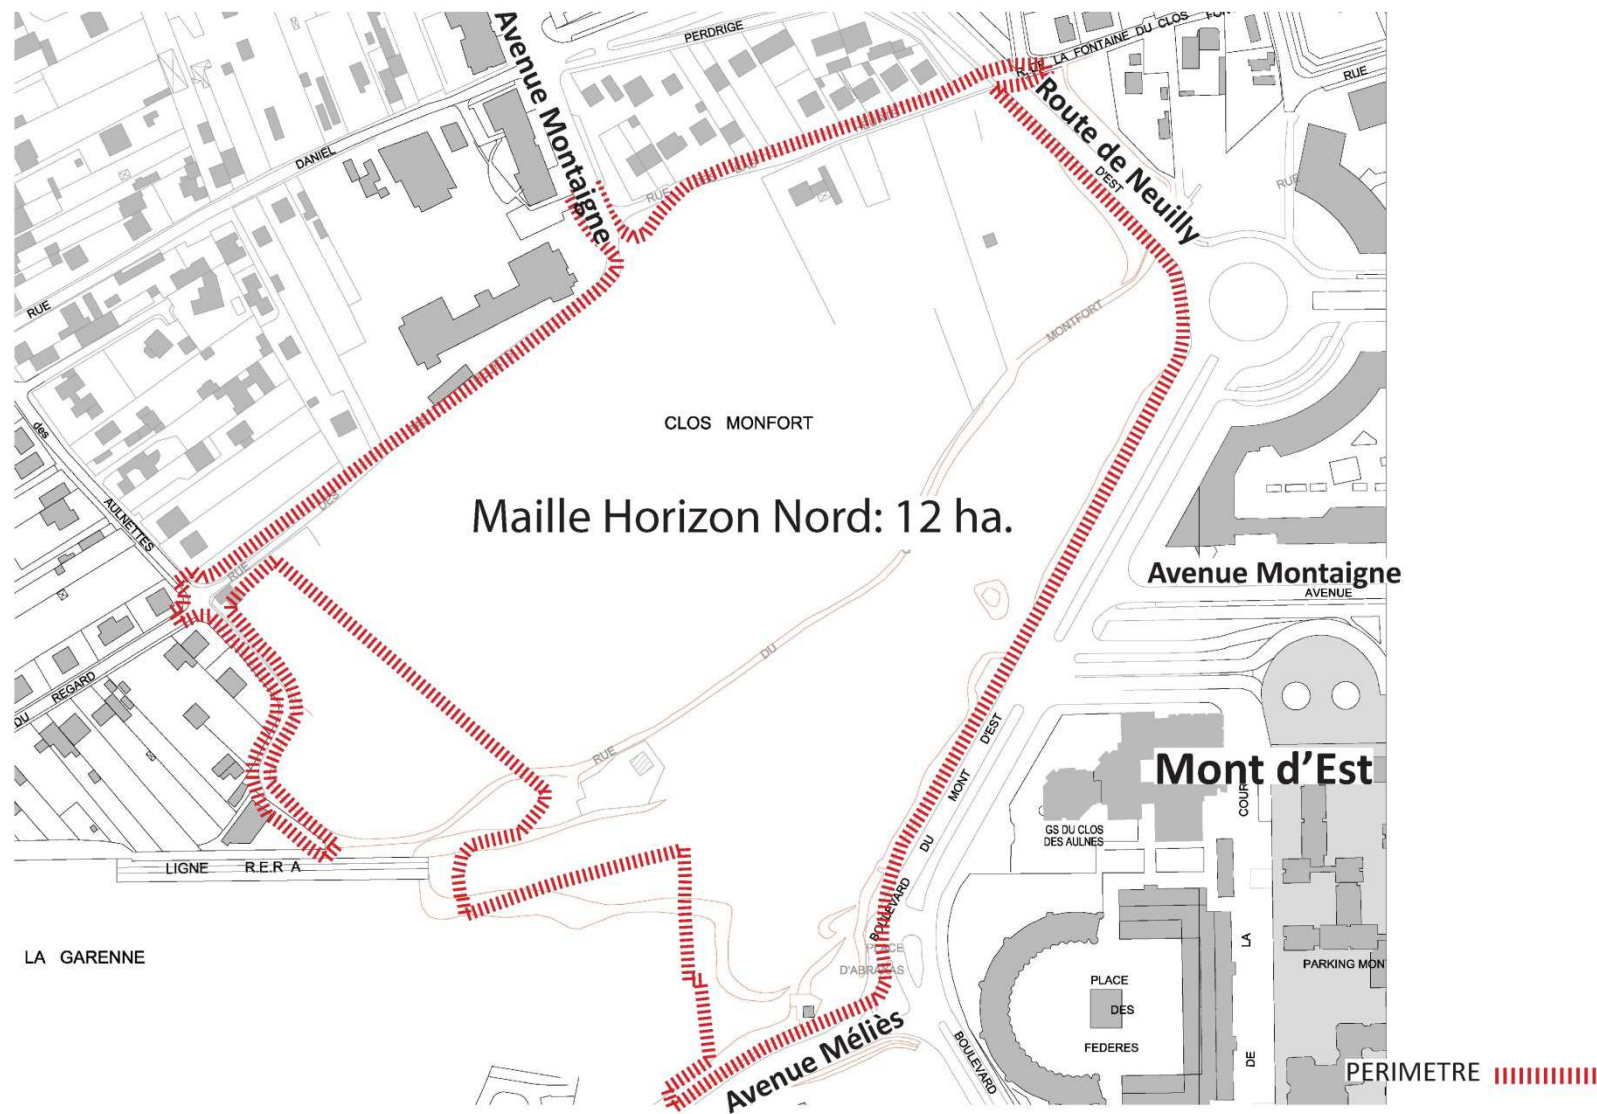 Avenue Montaigne
PERDRIGE
R. DE LA FONTAINE DU CLOS
RUE
DANIEL
Route de Neuilly
D'EST
RUE
RUE
RUE
MONTFORT
CLOS MONFORT
des
AULNETTES
DES
Maille Horizon Nord: 12 ha.
RUE
Avenue Montaigne
AVENUE
DU
REGARD
DU
RUE
D'EST
MONT
DU
BOULEVARD
Mont d'Est
COUR
GS DU CLOS
DES AULNES
LIGNE R.E.R A
LA GARENNE
PLACE
D'ABRAXAS
LA
PARKING MON
PLACE
DES
FEDERES
DE
BOULEVARD
Avenue Méliès
PERIMETRE